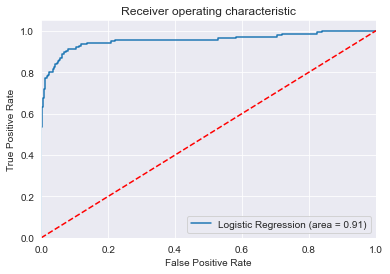 Receiver operating characteristic
True Positive Rate
1.0
0.8
0.6
0.4
0.2
0.0
Logistic Regression (area = 0.91)
0.0 0.2 0.4 0.6 0.8 1.0
False Positive Rate